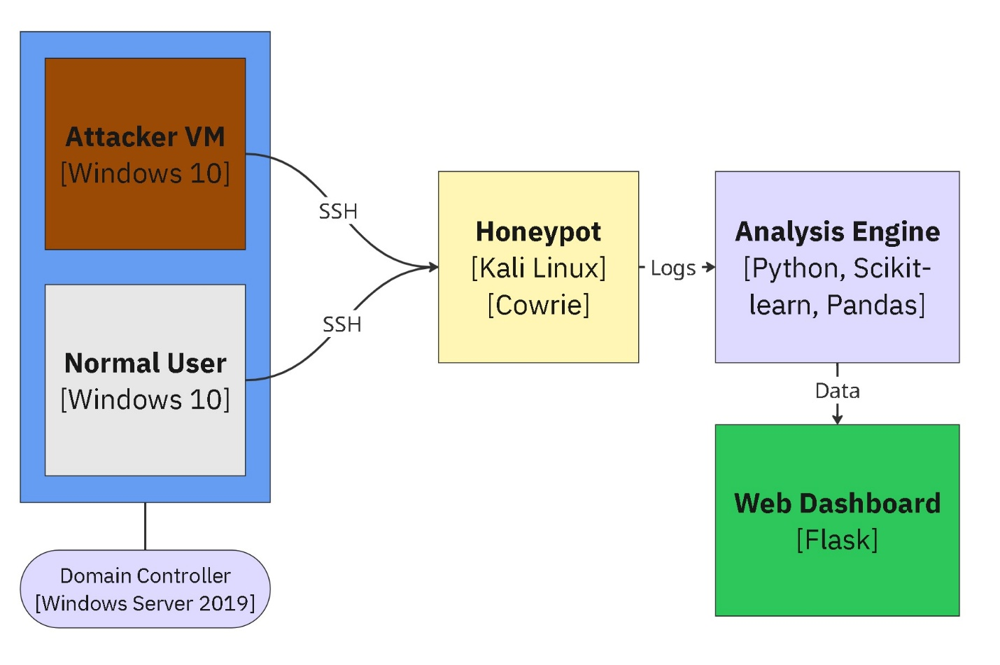 Attacker VM
[Windows 10]
SSH
Normal User
[Windows 10]
SSH
Domain Controller
[Windows Server 2019]
Honeypot
[Kali Linux]
[Cowrie]
Logs
Analysis Engine
[Python, Scikit-
learn, Pandas]
Data
Web Dashboard
[Flask]